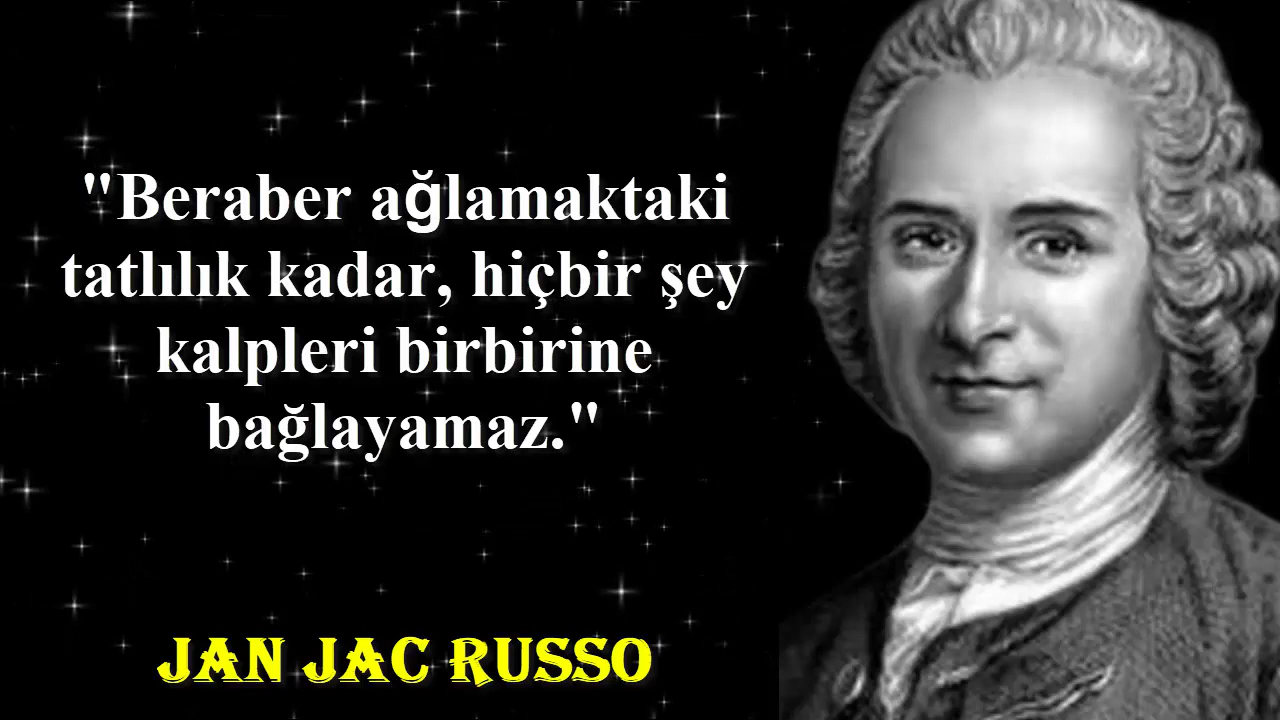 "Beraber ağlamaktaki
tatlılık kadar, hiçbir şey
kalpleri birbirine
bağlayamaz."
JAN JAC RUSSO